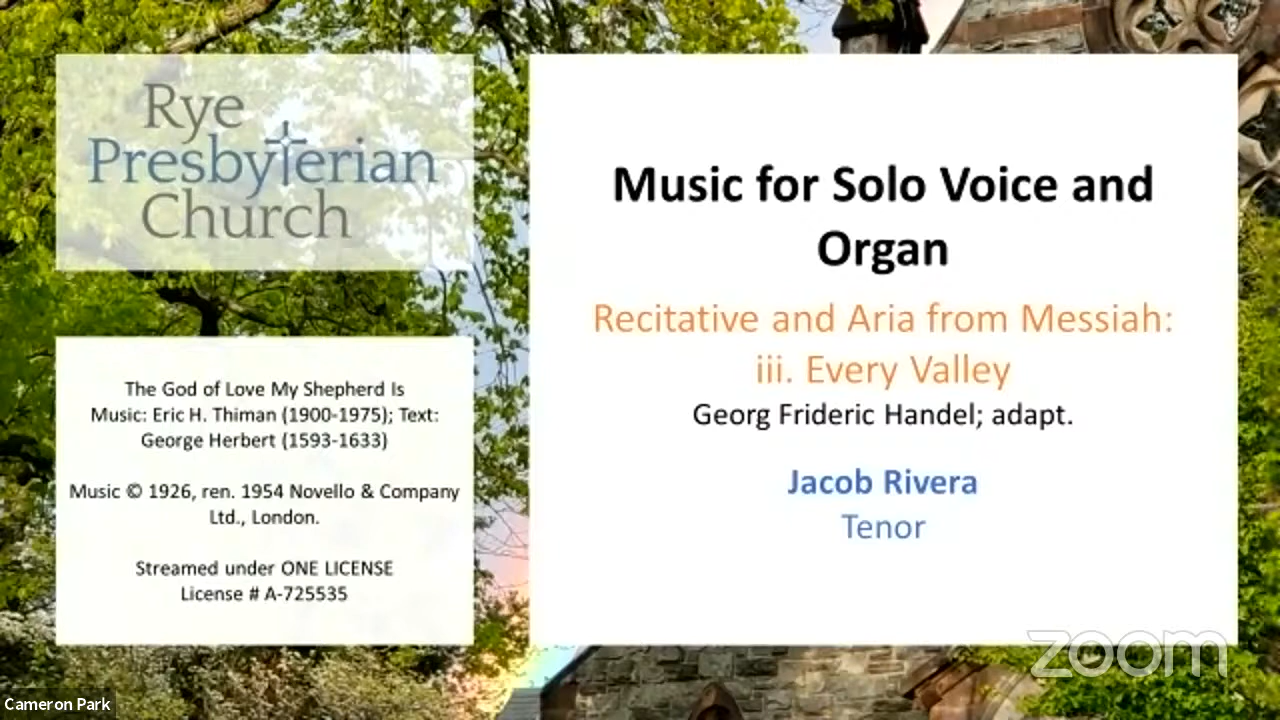 Rye
Presbyterian
Church
The God of Love My Shepherd Is
Music: Eric H. Thiman (1900-1975); Text:
George Herbert (1593-1633)
Music © 1926, ren. 1954 Novello & Company
Ltd., London.
Streamed under ONE LICENSE
License # A-725535
Music for Solo Voice and
Organ
Recitative and Aria from Messiah:
iii. Every Valley
Georg Frideric Handel; adapt.
Jacob Rivera
Tenor
zoom
Cameron Park